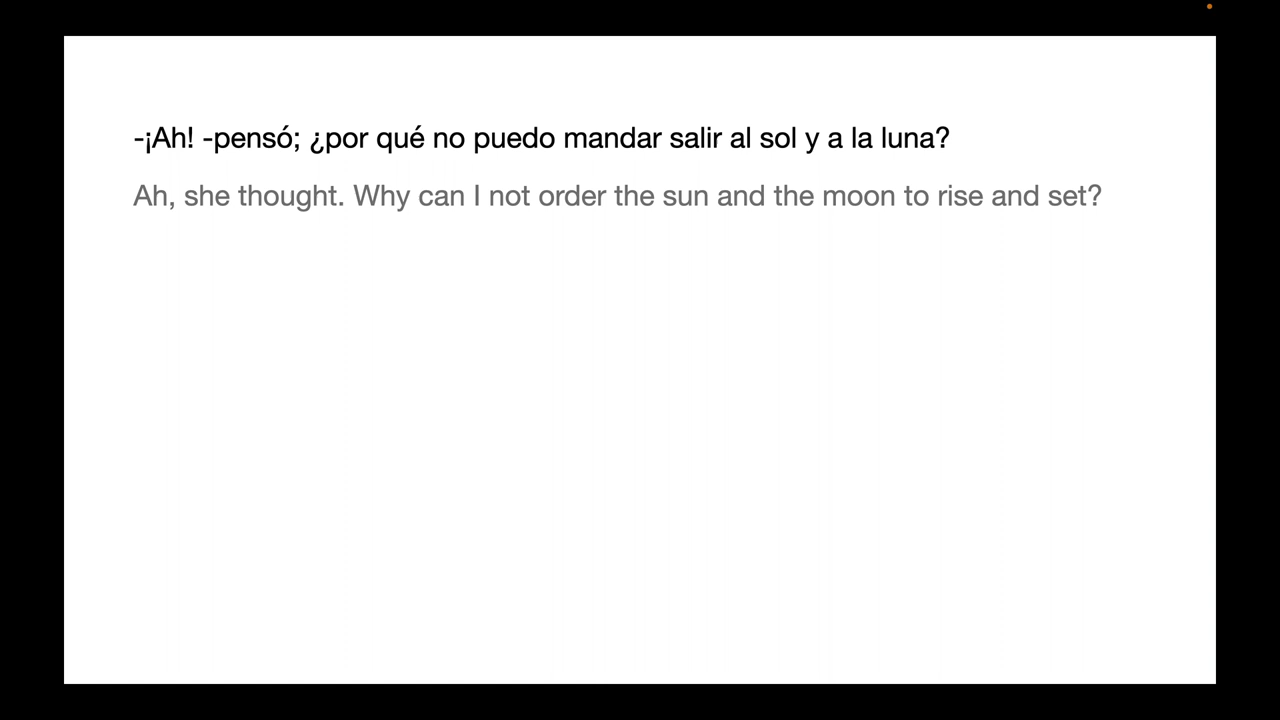 -¡Ah! -pensó; ¿por qué no puedo mandar salir al sol y a la luna?
Ah, she thought. Why can I not order the sun and the moon to rise and set?